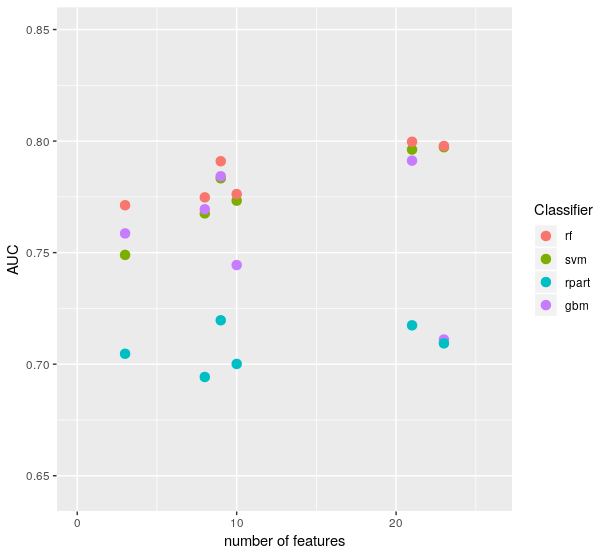 AUC
0.85
0.80
0.75
0.70
0.65
0
10
20
number of features
Classifier
rf
svm
rpart
gbm